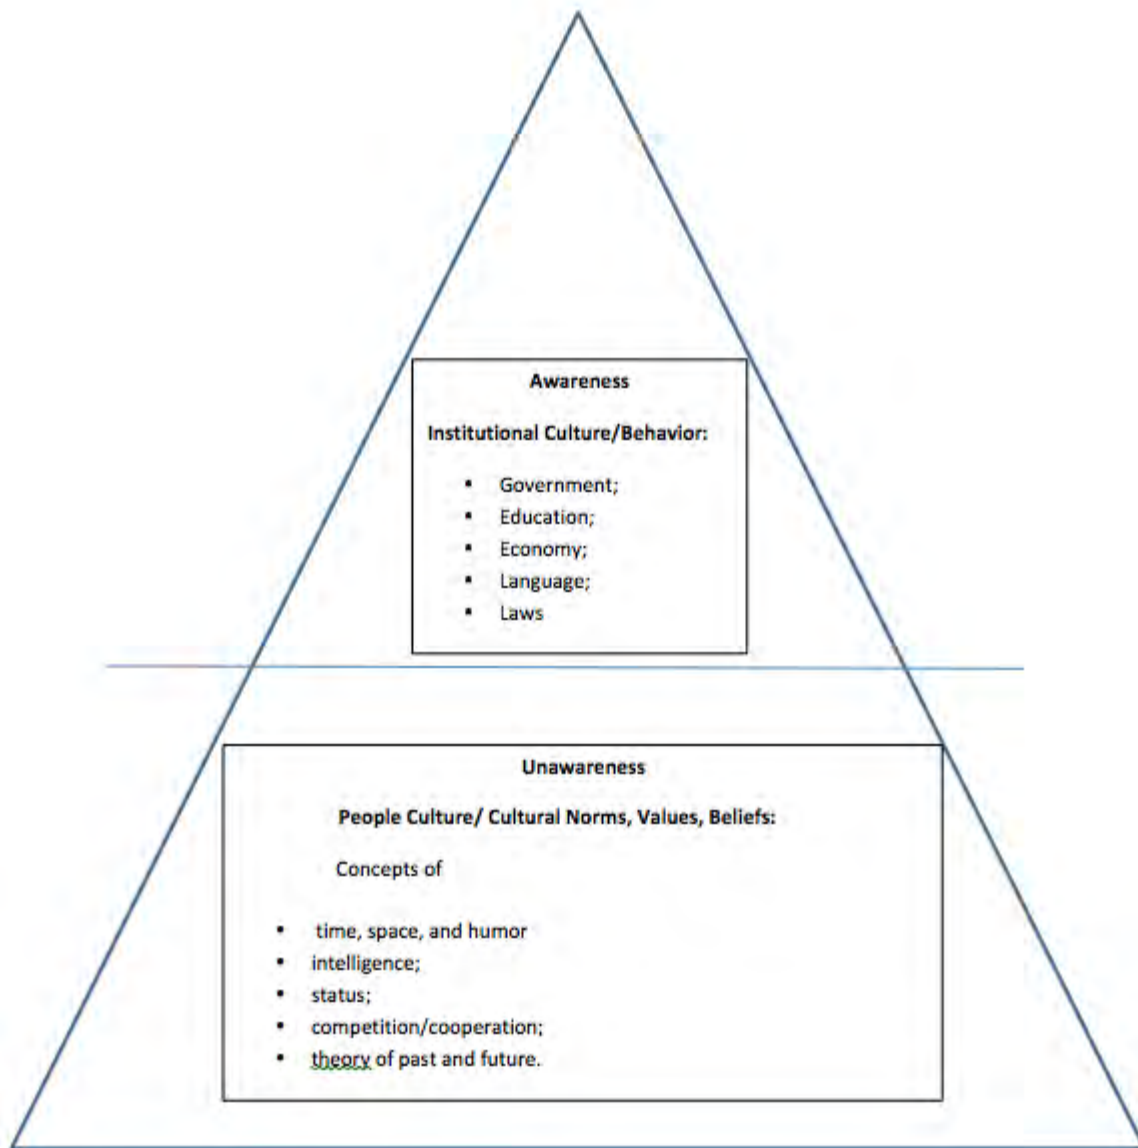 Awareness
Institutional Culture/Behavior:
▪ Government;
▪ Education;
▪ Economy;
▪ Language;
▪ Laws
Unawareness
People Culture/ Cultural Norms, Values, Beliefs:
Concepts of
• time, space, and humor
• intelligence;
• status;
• competition/cooperation;
• theory of past and future.